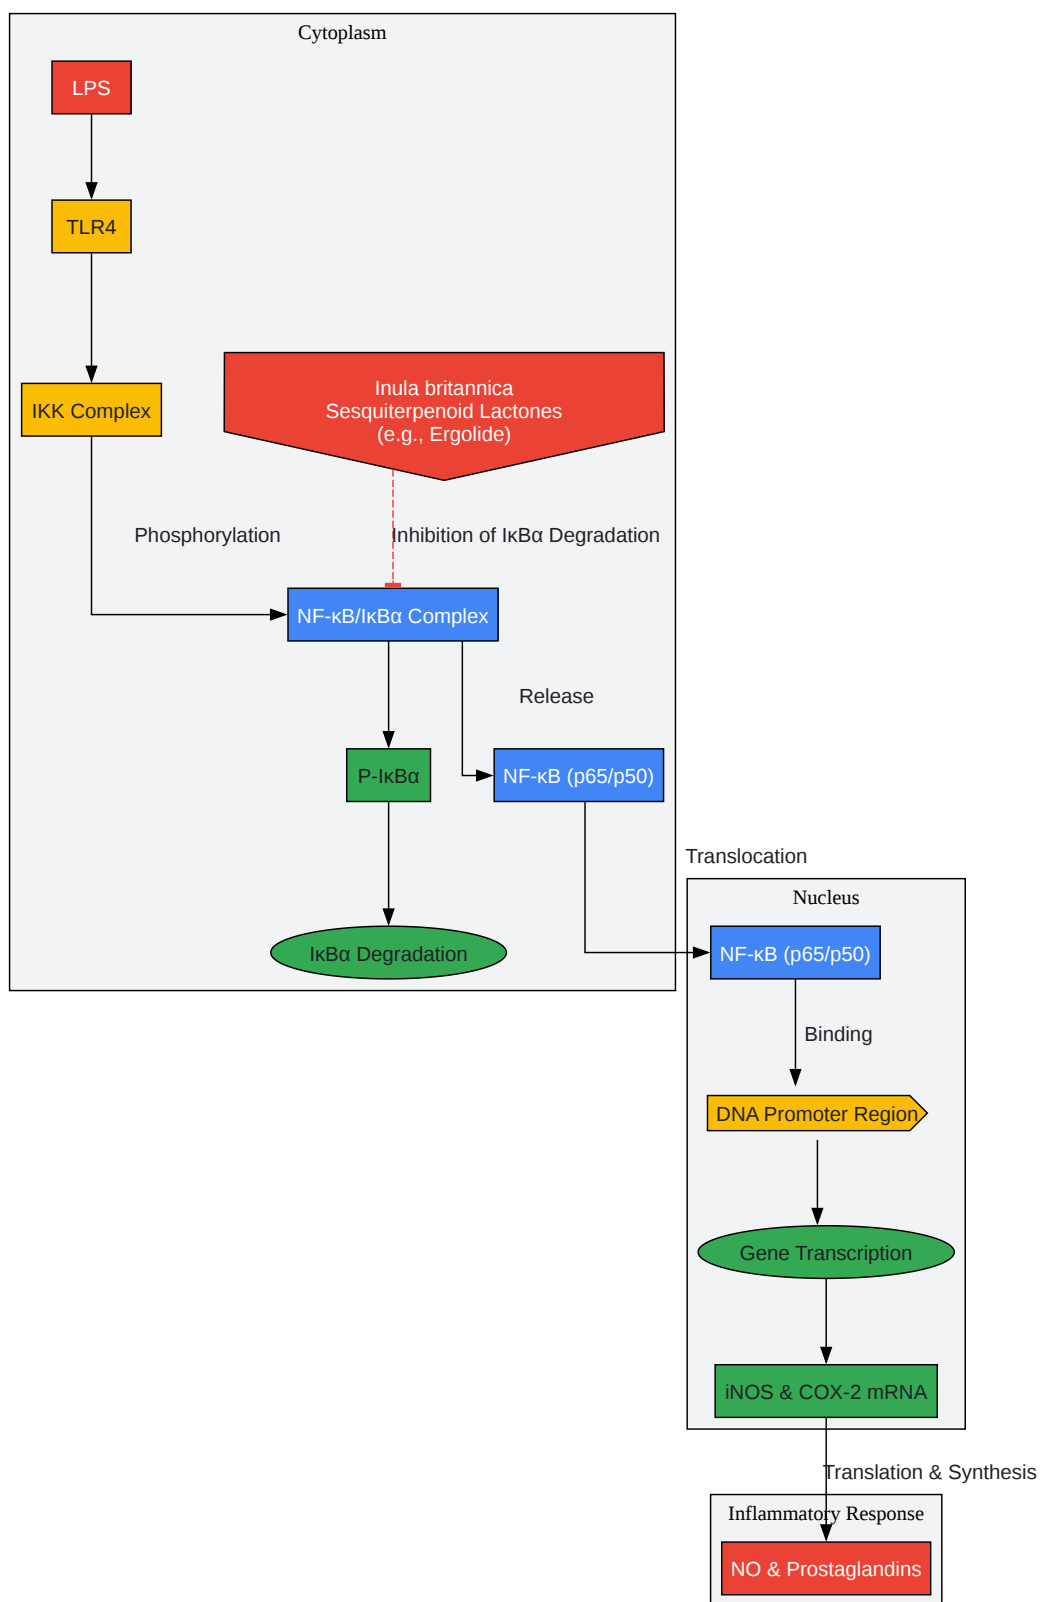 Cytoplasm
LPS
TLR4
IKK Complex
Inula britannica
Sesquiterpenoid Lactones
(e.g., Ergolide)
Phosphorylation
Inhibition of IκBα Degradation
NF-κB/IκBα Complex
Release
P-IκBα
NF-κB (p65/p50)
Translocation
Nucleus
IκBα Degradation
NF-κB (p65/p50)
Binding
DNA Promoter Region
Gene Transcription
iNOS & COX-2 mRNA
Translation & Synthesis
Inflammatory Response
NO & Prostaglandins